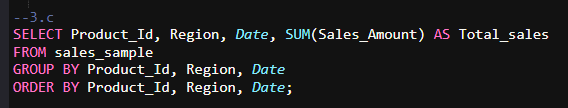 --3.c
SELECT Product_Id, Region, Date, SUM(Sales_Amount) AS Total_sales
FROM sales_sample
GROUP BY Product_Id, Region, Date
ORDER BY Product_Id, Region, Date;